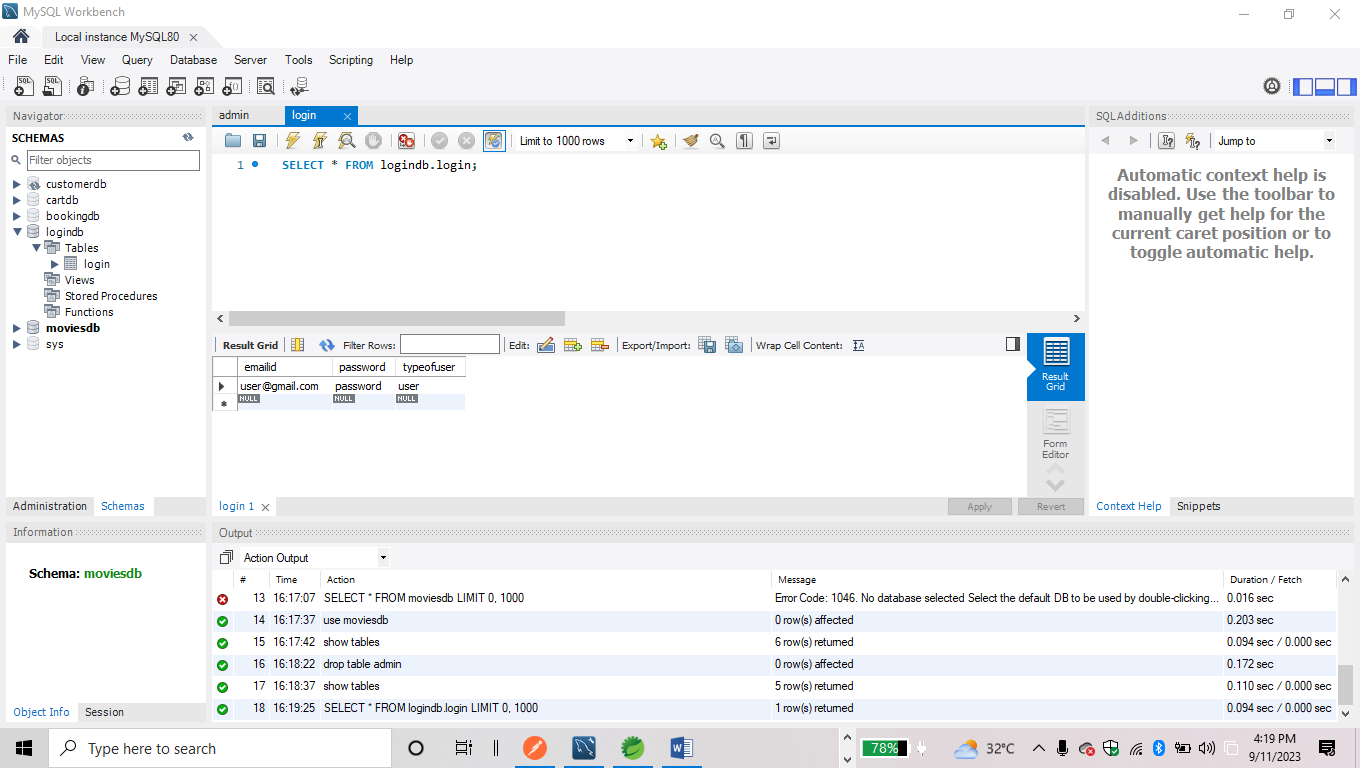 MySQL Workbench
Local instance MySQL80
File Edit View Query Database Server Tools Scripting Help
Navigator
SCHEMAS
Filter objects
customerdb
cartdb
bookingdb
logindb
Tables
login
Views
Stored Procedures
Functions
moviesdb
sys
Administration Schemas
Information
Schema: moviesdb
Object Info Session
admin login
Limit to 1000 rows
1 SELECT * FROM logindb.login;
Result Grid Filter Rows: Edit: Export/Import: Wrap Cell Content:
emailid password typeofuser
user@gmail.com password user
NULL NULL NULL
Result
Grid
Form
Editor
login 1 Apply Revert
SQLAdditions
Jump to
Automatic context help is
disabled. Use the toolbar to
manually get help for the
current caret position or to
toggle automatic help.
Context Help Snippets
Output
Action Output
# Time Action Message Duration / Fetch
13 16:17:07 SELECT * FROM moviesdb LIMIT 0, 1000 Error Code: 1046. No database selected Select the default DB to be used by double-clicking... 0.016 sec
14 16:17:37 use moviesdb 0 row(s) affected 0.203 sec
15 16:17:42 show tables 6 row(s) returned 0.094 sec / 0.000 sec
16 16:18:22 drop table admin 0 row(s) affected 0.172 sec
17 16:18:37 show tables 5 row(s) returned 0.110 sec / 0.000 sec
18 16:19:25 SELECT * FROM logindb.login LIMIT 0, 1000 1 row(s) returned 0.094 sec / 0.000 sec
Type here to search
78%
32°C
4:19 PM
9/11/2023